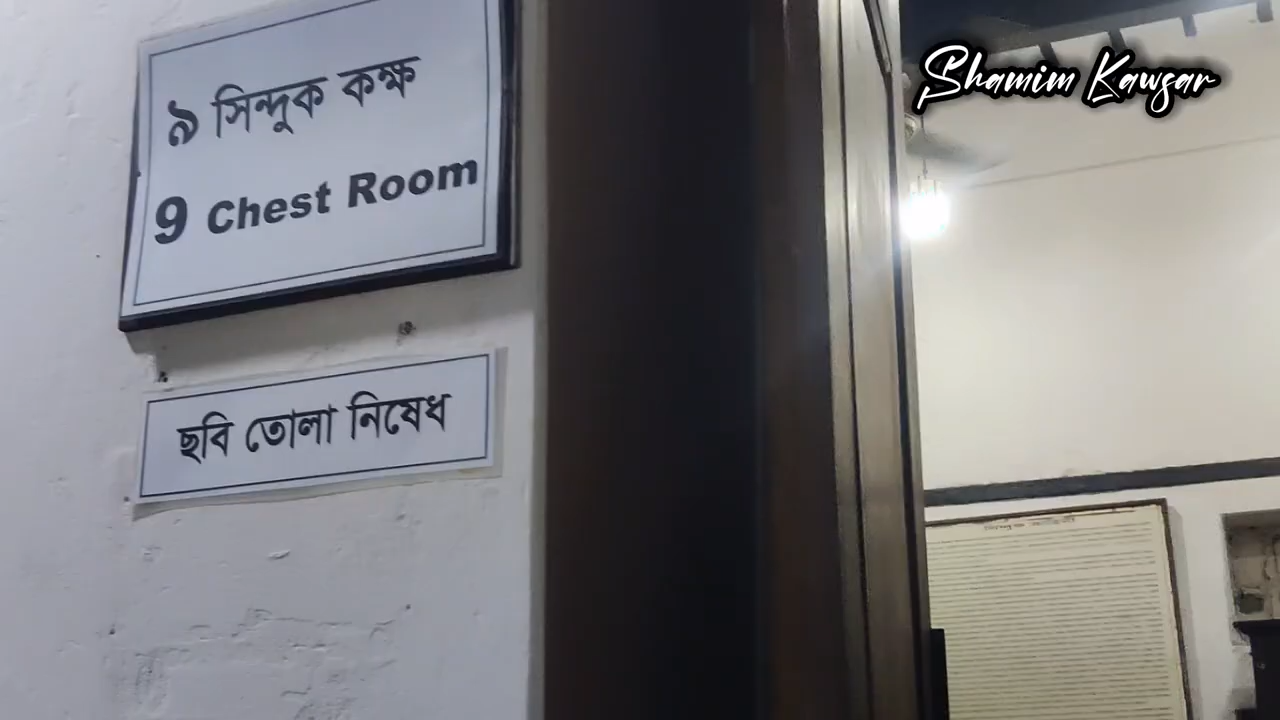 ৯ সিন্দুক কক্ষ
9 Chest Room
ছবি তোলা নিষেধ
Shamim Kawsar